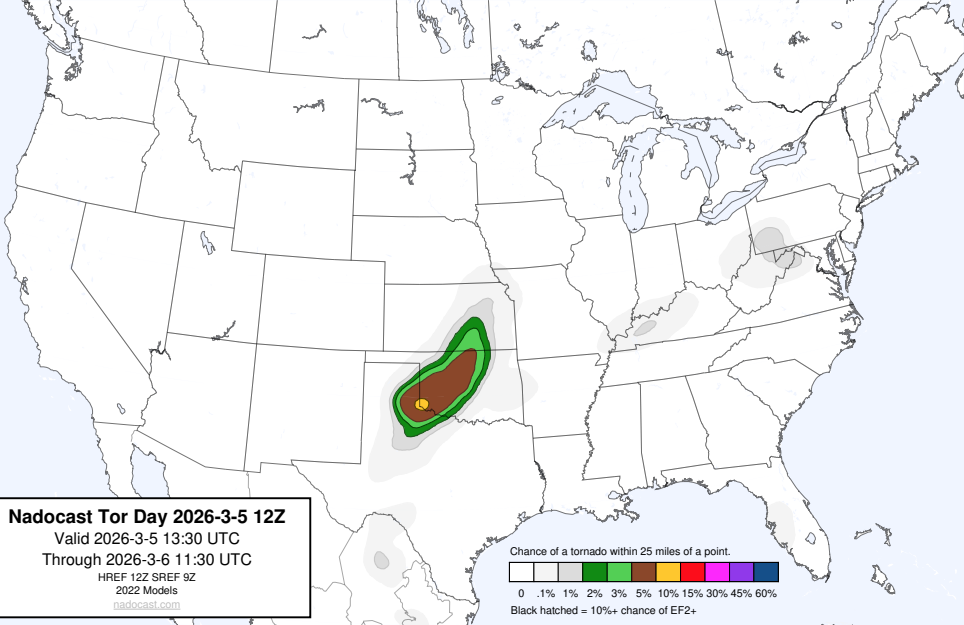 Nadocast Tor Day 2026-3-5 12Z
Valid 2026-3-5 13:30 UTC
Through 2026-3-6 11:30 UTC
HREF 12Z SREF 9Z
2022 Models
nadocast.com
Chance of a tornado within 25 miles of a point.
0 .1% 1% 2% 3% 5% 10% 15% 30% 45% 60%
Black hatched = 10%+ chance of EF2+